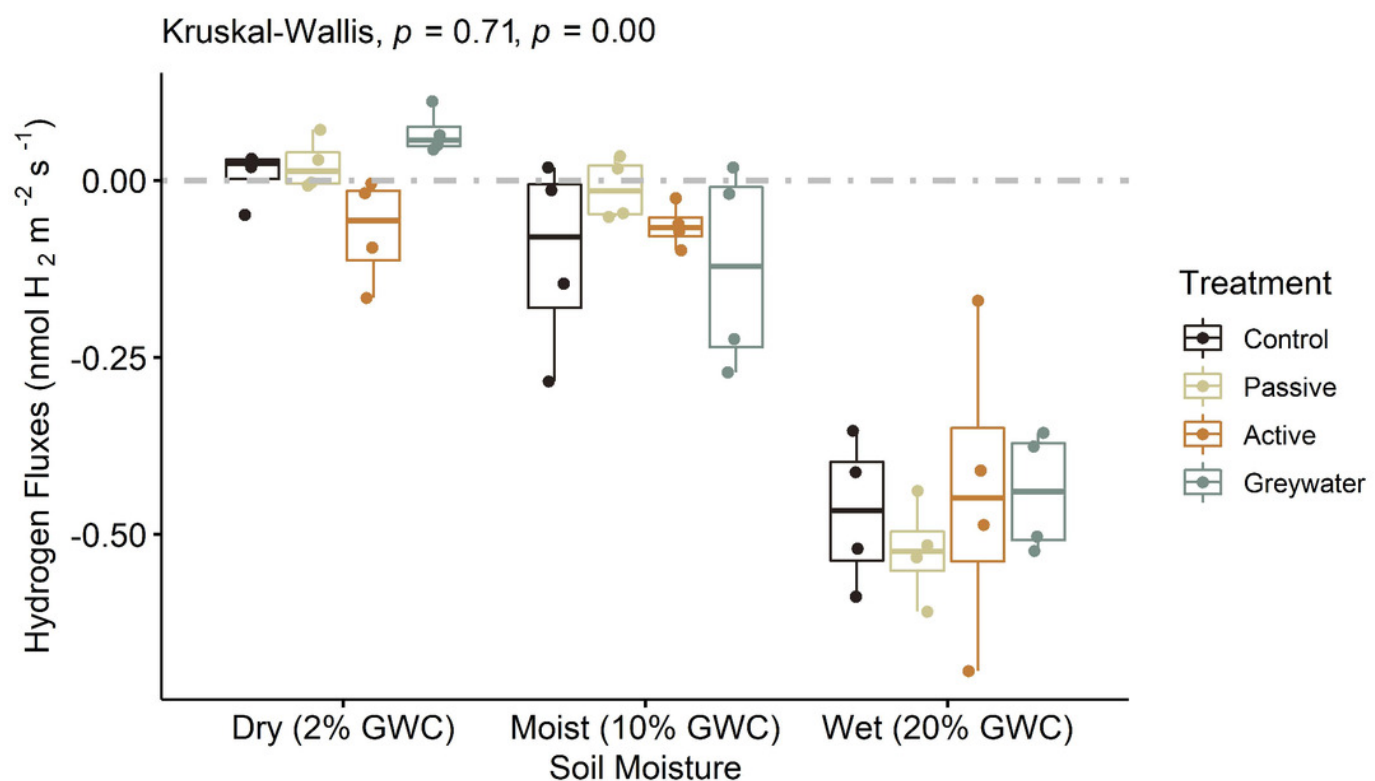 Kruskal-Wallis, p = 0.71, p = 0.00
Hydrogen Fluxes (nmol H 2 m -2 s -1)
0.00
-0.25
-0.50
Dry (2% GWC) Moist (10% GWC) Wet (20% GWC)
Soil Moisture
Treatment
Control
Passive
Active
Greywater